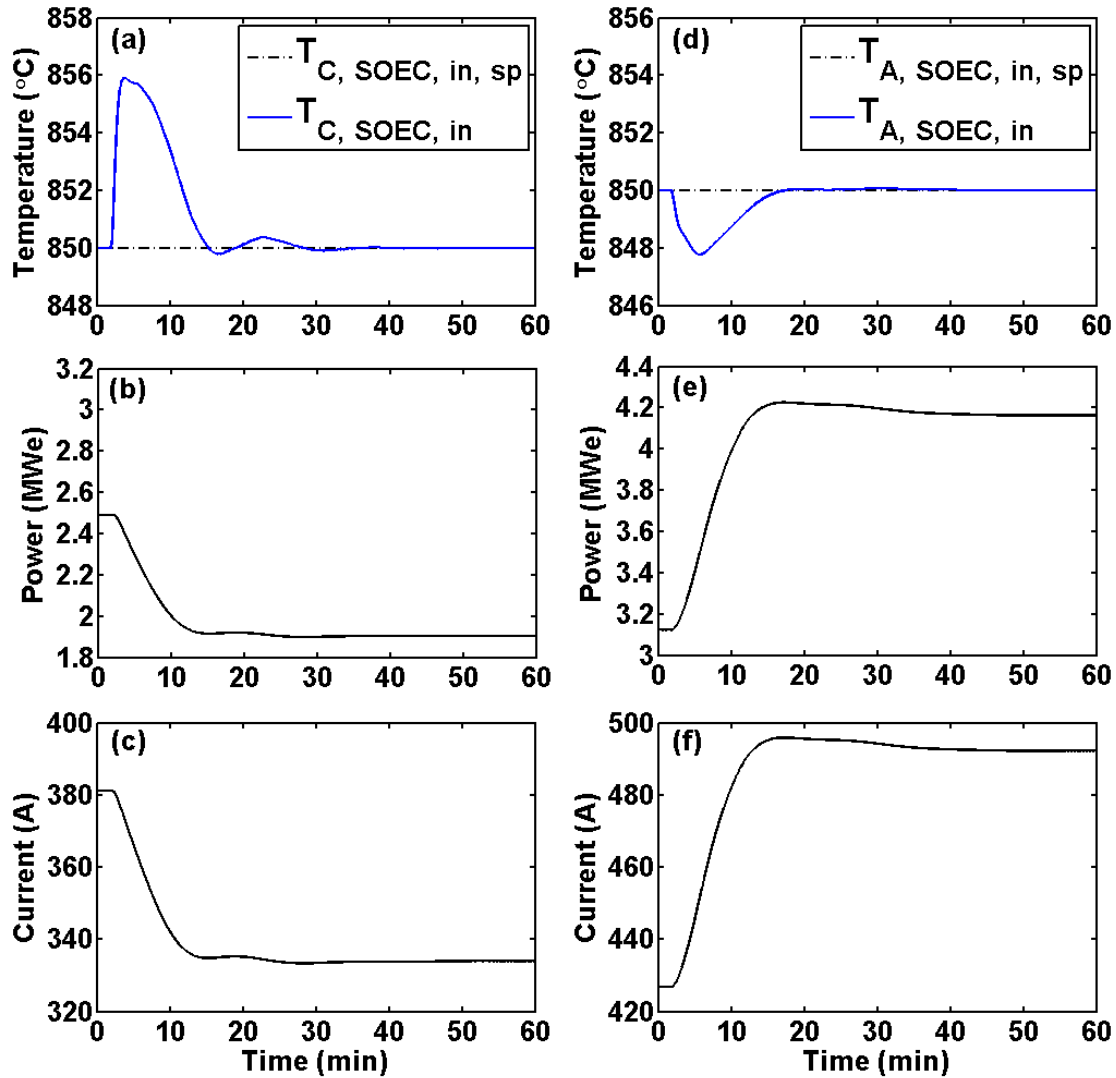 (a)
T C, SOEC, in, sp
T C, SOEC, in
Temperature (°C)
858
856
854
852
850
848
0 10 20 30 40 50 60
(d)
T A, SOEC, in, sp
T A, SOEC, in
Temperature (°C)
856
854
852
850
848
846
0 10 20 30 40 50 60
(b)
Power (MWe)
3.2
3
2.8
2.6
2.4
2.2
2
1.8
0 10 20 30 40 50 60
(e)
Power (MWe)
4.4
4.2
4
3.8
3.6
3.4
3.2
3
0 10 20 30 40 50 60
(c)
Current (A)
400
380
360
340
320
0 10 20 30 40 50 60
Time (min)
(f)
Current (A)
500
480
460
440
420
0 10 20 30 40 50 60
Time (min)